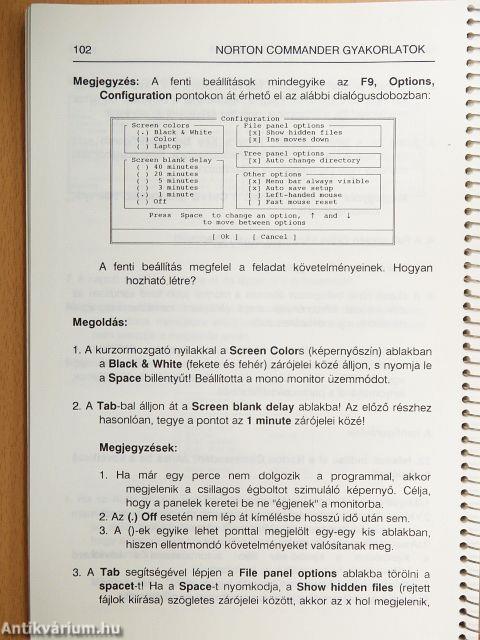 102 NORTON COMMANDER GYAKORLATOK
Megjegyzés: A fenti beállítások mindegyike az F9, Options,
Configuration pontokon át érhető el az alábbi dialógusdobozban:
Configuration
Screen colors
(.) Black & White
( ) Color
( ) Laptop
Screen blank delay
( ) 40 minutes
( ) 20 minutes
( ) 5 minutes
( ) 3 minutes
(.) 1 minute
( ) Off
File panel options
[x] Show hidden files
[x] Ins moves down
Tree panel options
[x] Auto change directory
Other options
[x] Menu bar always visible
[x] Auto save setup
[ ] Left-handed mouse
[ ] Fast mouse reset
Press Space to change an option, ↑ and ↓
to move between options
[ Ok ] [ Cancel ]
A fenti beállítás megfelel a feladat követelményeinek. Hogyan
hozható létre?
Megoldás:
1. A kurzormozgató nyilakkal a Screen Colors (képernyőszín) ablakban
a Black & White (fekete és fehér) zárójelei közé álljon, s nyomja le
a Space billentyűt! Beállította a mono monitor üzemmódot.
2. A Tab-bal álljon át a Screen blank delay ablakba! Az előző részhez
hasonlóan, tegye a pontot az 1 minute zárójelei közé!
Megjegyzések:
1. Ha már egy perce nem dolgozik a programmal, akkor
megjelenik a csillagos égboltot szimuláló képernyő. Célja,
hogy a panelek keretei be ne "égjenek" a monitorba.
2. Az (.) Off esetén nem lép át kímélésbe hosszú idő után sem.
3. A ()-ek egyike lehet ponttal megjelölt egy-egy kis ablakban,
hiszen ellentmondó követelményeket valósítanak meg.
3. A Tab segítségével lépjen a File panel options ablakba törölni a
spacet-t! Ha a Space-t nyomkodja, a Show hidden files (rejtett
fájlok kiírása) szögletes zárójelei között, akkor az x hol megjelenik,
Antikvárium.hu